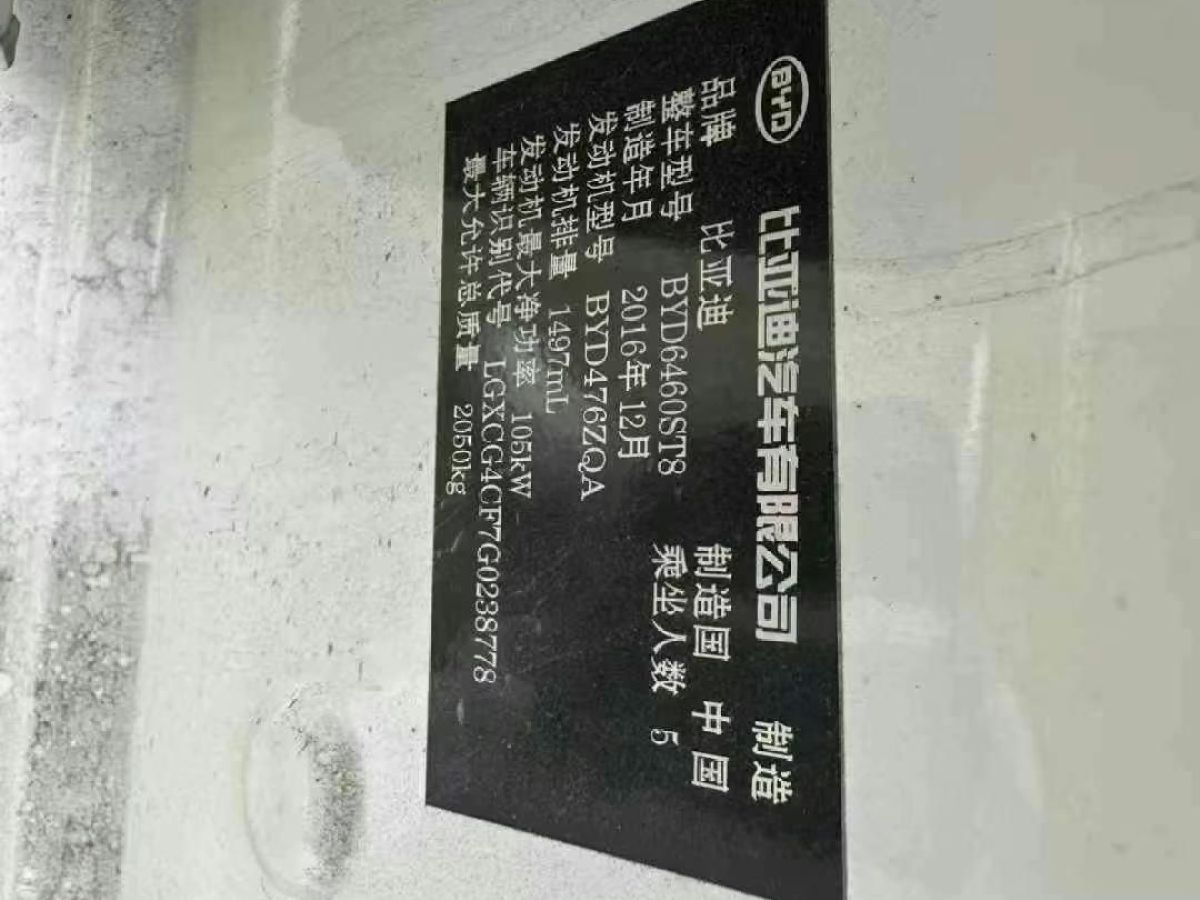 BYD 比亚迪汽车有限公司 制造
品牌 比亚迪 制造国 中国
整车型号 BYD6460ST8 乘坐人数 5
制造年月 2016年12月
发动机型号 BYD476ZQA
发动机排量 1497mL
发动机最大净功率 105kW
车辆识别代号 LGXCG4CF7G0238778
最大允许总质量 2050kg